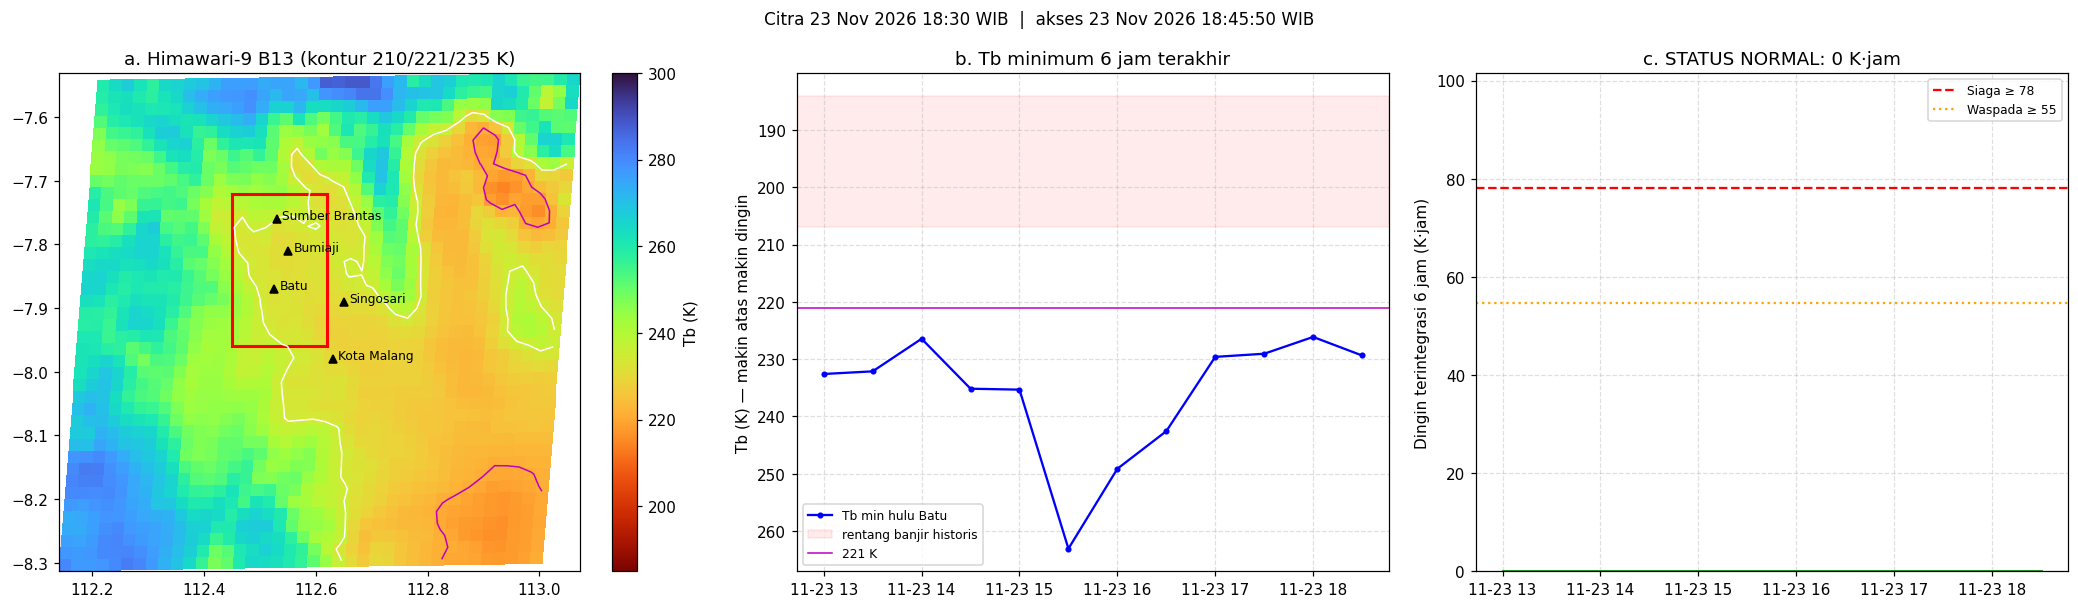 Citra 23 Nov 2026 18:30 WIB | akses 23 Nov 2026 18:45:50 WIB
a. Himawari-9 B13 (kontur 210/221/235 K)
−7.6
−7.7
−7.8
−7.9
−8.0
−8.1
−8.2
−8.3
112.2
112.4
112.6
112.8
113.0
Sumber Brantas
Bumiaji
Batu
Singosari
Kota Malang
300
280
260
240
220
200
Tb (K)
b. Tb minimum 6 jam terakhir
Tb (K) — makin atas makin dingin
190
200
210
220
230
240
250
260
Tb min hulu Batu
rentang banjir historis
221 K
11-23 13
11-23 14
11-23 15
11-23 16
11-23 17
11-23 18
c. STATUS NORMAL: 0 K·jam
Dingin terintegrasi 6 jam (K·jam)
100
80
60
40
20
0
Siaga ≥ 78
Waspada ≥ 55
11-23 13
11-23 14
11-23 15
11-23 16
11-23 17
11-23 18